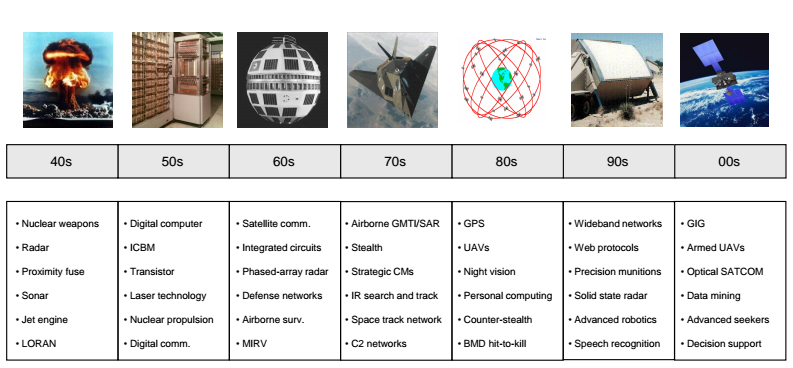 40s 50s 60s 70s 80s 90s 00s
• Nuclear weapons
• Radar
• Proximity fuse
• Sonar
• Jet engine
• LORAN
• Digital computer
• ICBM
• Transistor
• Laser technology
• Nuclear propulsion
• Digital comm.
• Satellite comm.
• Integrated circuits
• Phased-array radar
• Defense networks
• Airborne surv.
• MIRV
• Airborne GMTI/SAR
• Stealth
• Strategic CMs
• IR search and track
• Space track network
• C2 networks
• GPS
• UAVs
• Night vision
• Personal computing
• Counter-stealth
• BMD hit-to-kill
• Wideband networks
• Web protocols
• Precision munitions
• Solid state radar
• Advanced robotics
• Speech recognition
• GIG
• Armed UAVs
• Optical SATCOM
• Data mining
• Advanced seekers
• Decision support